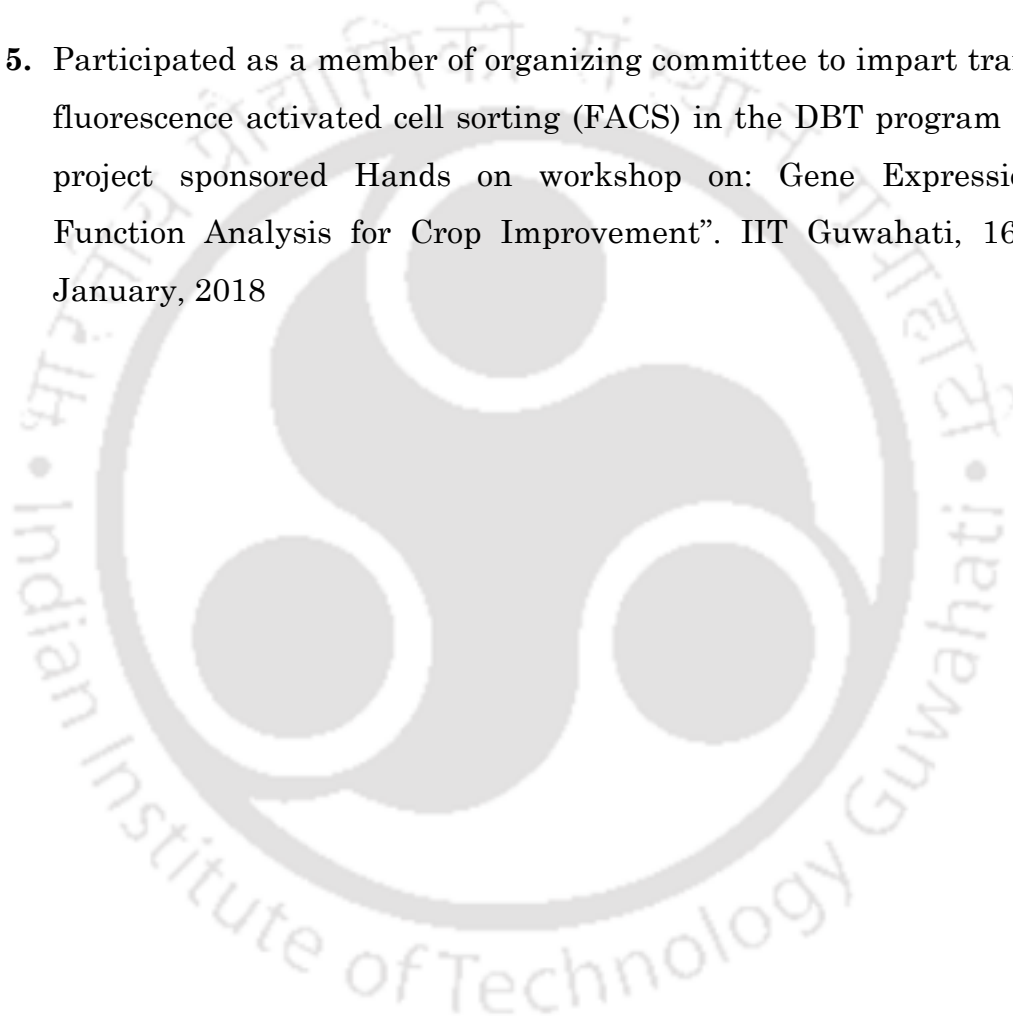 5. Participated as a member of organizing committee to impart tra
fluorescence activated cell sorting (FACS) in the DBT program
project sponsored Hands on workshop on: Gene Expressi
Function Analysis for Crop Improvement”. IIT Guwahati, 16
January, 2018
भारतीय प्रौद्योगिकी संस्थान गुवाहाटी
• Indian Institute of Technology Guwahati •